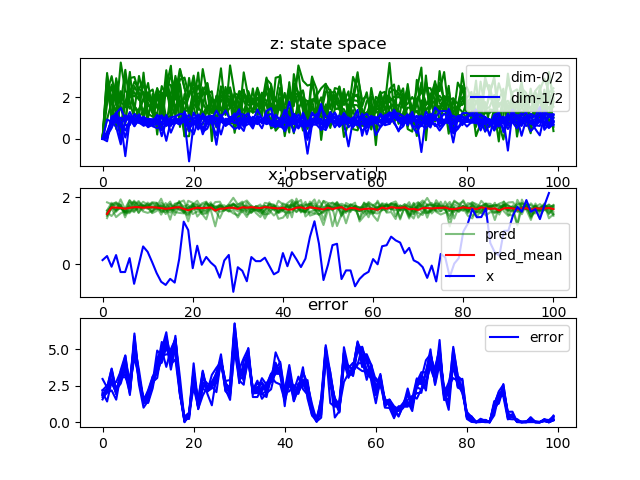 z: state space
dim-0/2
dim-1/2
2
0
0 20 40 60 80 100
x: observation
2
0
pred
pred_mean
x
0 20 40 60 80 100
error
5.0
2.5
0.0
error
0 20 40 60 80 100